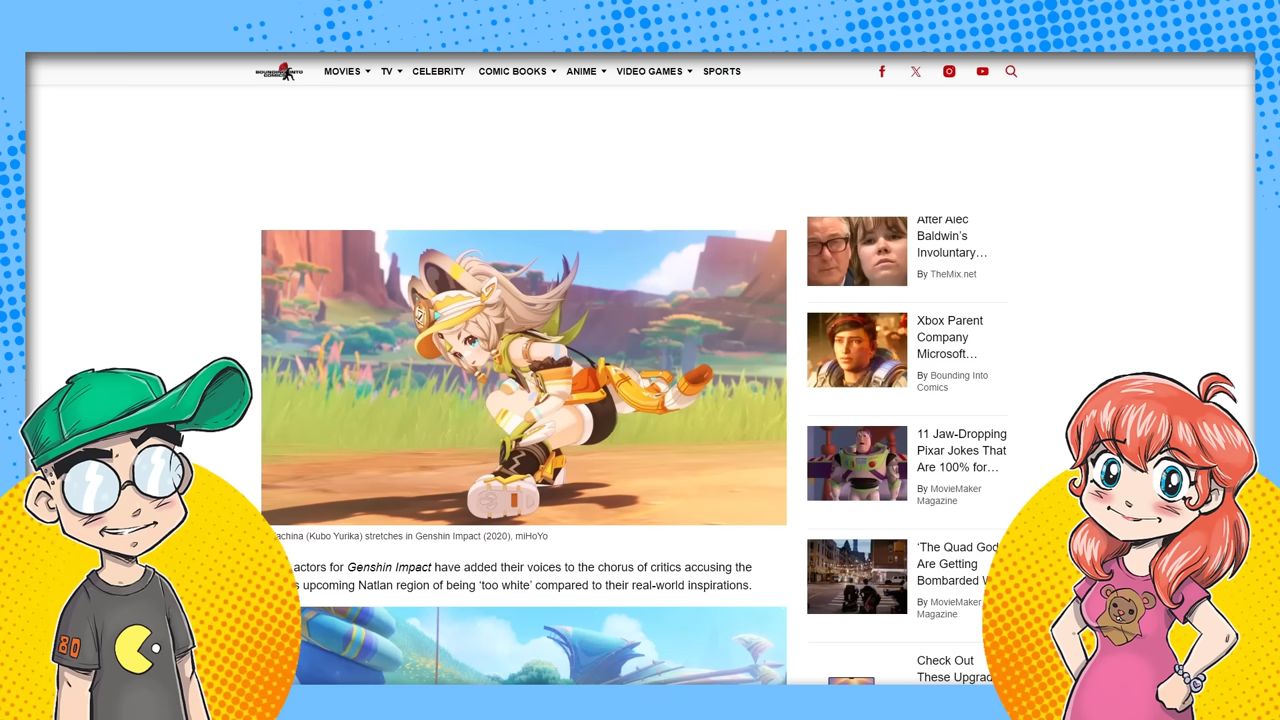 BOUNDING INTO
COMICS
MOVIES TV CELEBRITY COMIC BOOKS ANIME VIDEO GAMES SPORTS
achina (Kubo Yurika) stretches in Genshin Impact (2020), miHoYo
actors for Genshin Impact have added their voices to the chorus of critics accusing the
s upcoming Natlan region of being ‘too white’ compared to their real-world inspirations.
After Alec
Baldwin’s
Involuntary…
By TheMix.net
Xbox Parent
Company
Microsoft…
By Bounding Into
Comics
11 Jaw-Dropping
Pixar Jokes That
Are 100% for…
By MovieMaker
Magazine
‘The Quad God
Are Getting
Bombarded W
By MovieMaker
Magazine
Check Out
These Upgrad
80